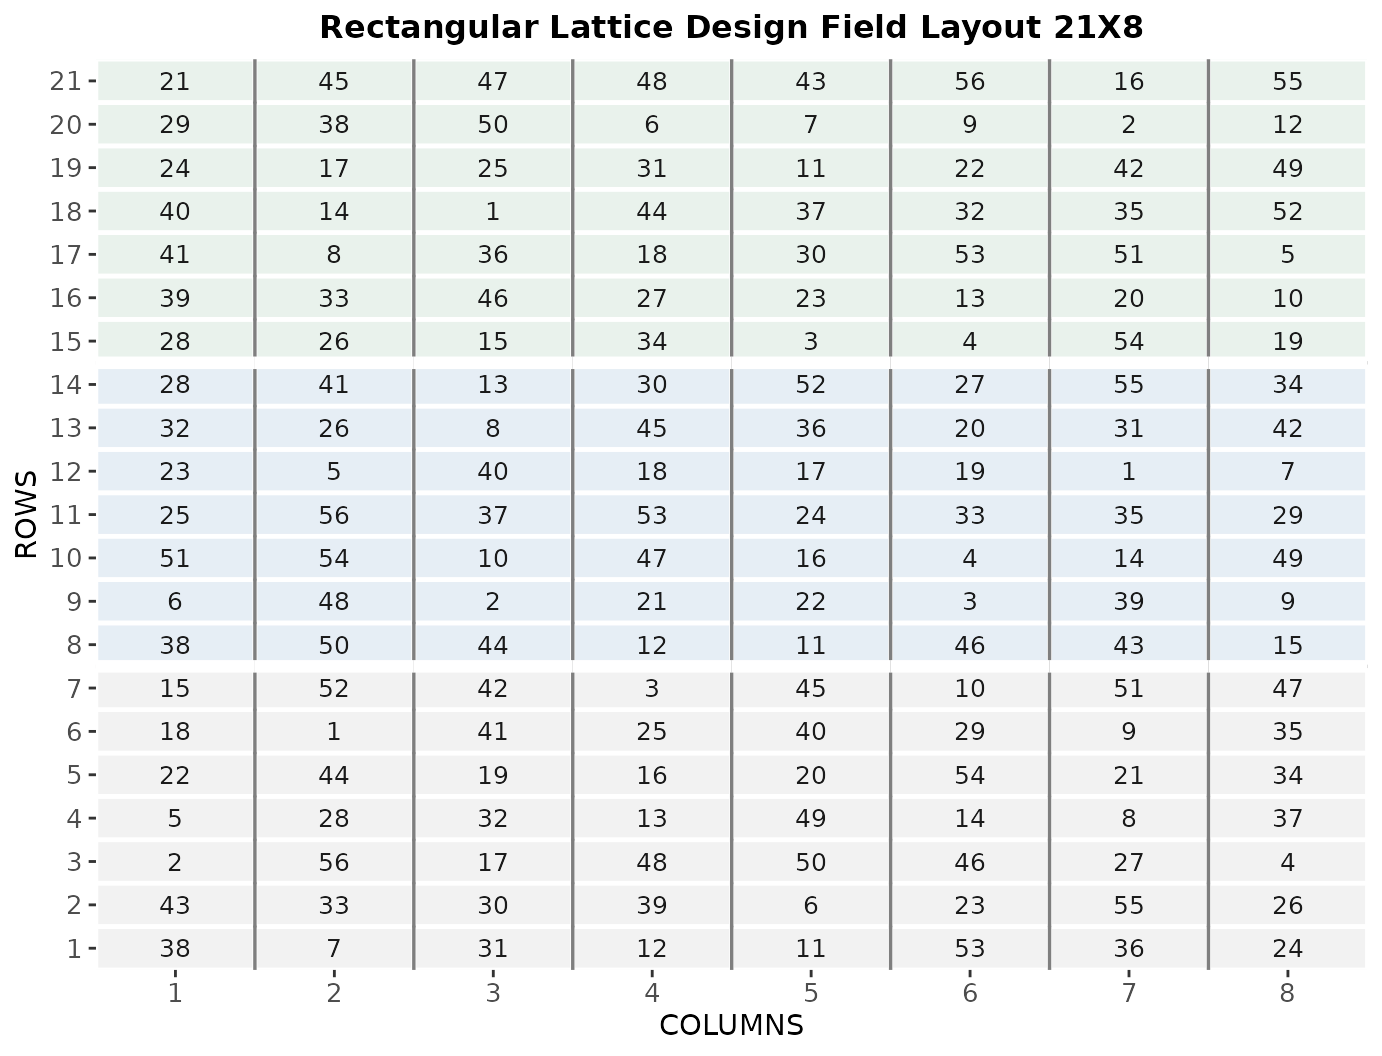 Rectangular Lattice Design Field Layout 21X8
21 21 45 47 48 43 56 16 55
20 29 38 50 6 7 9 2 12
19 24 17 25 31 11 22 42 49
18 40 14 1 44 37 32 35 52
17 41 8 36 18 30 53 51 5
16 39 33 46 27 23 13 20 10
15 28 26 15 34 3 4 54 19
14 28 41 13 30 52 27 55 34
13 32 26 8 45 36 20 31 42
12 23 5 40 18 17 19 1 7
11 25 56 37 53 24 33 35 29
10 51 54 10 47 16 4 14 49
9 6 48 2 21 22 3 39 9
8 38 50 44 12 11 46 43 15
7 15 52 42 3 45 10 51 47
6 18 1 41 25 40 29 9 35
5 22 44 19 16 20 54 21 34
4 5 28 32 13 49 14 8 37
3 2 56 17 48 50 46 27 4
2 43 33 30 39 6 23 55 26
1 38 7 31 12 11 53 36 24
1 2 3 4 5 6 7 8
COLUMNS
ROWS